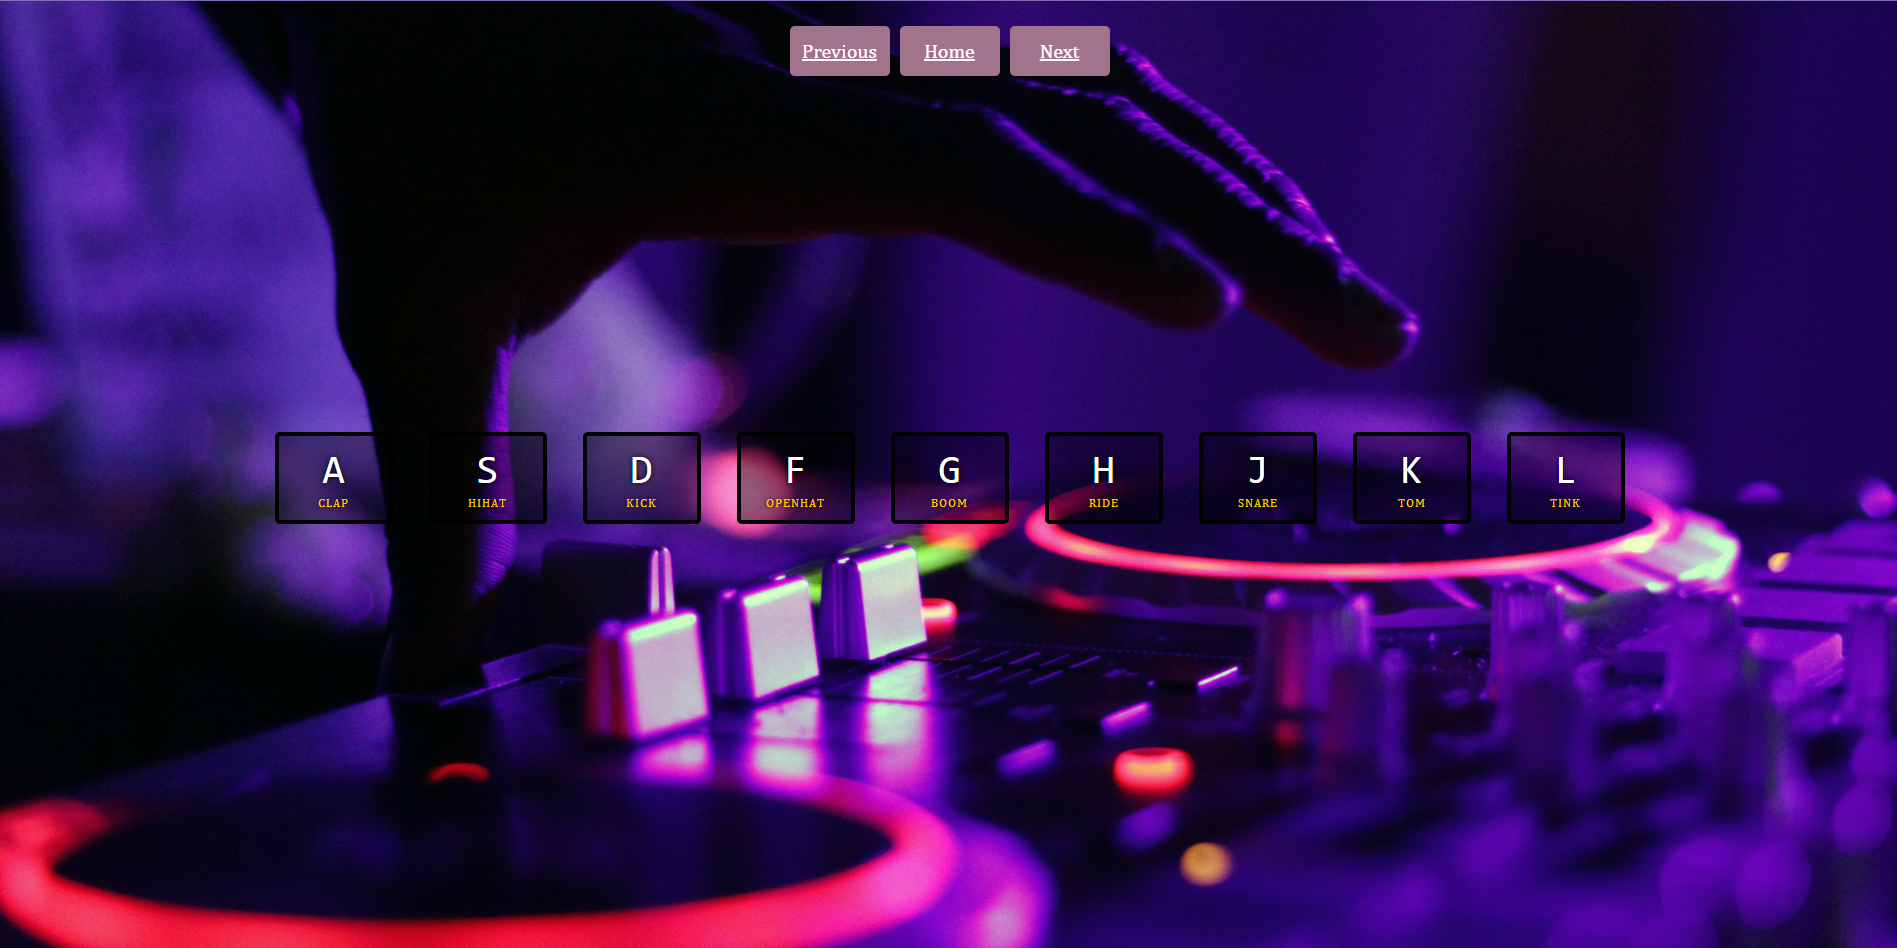 Previous Home Next
A S D F G H J K L
CLAP HIHAT KICK OPENHAT BOOM RIDE SNARE TOM TINK